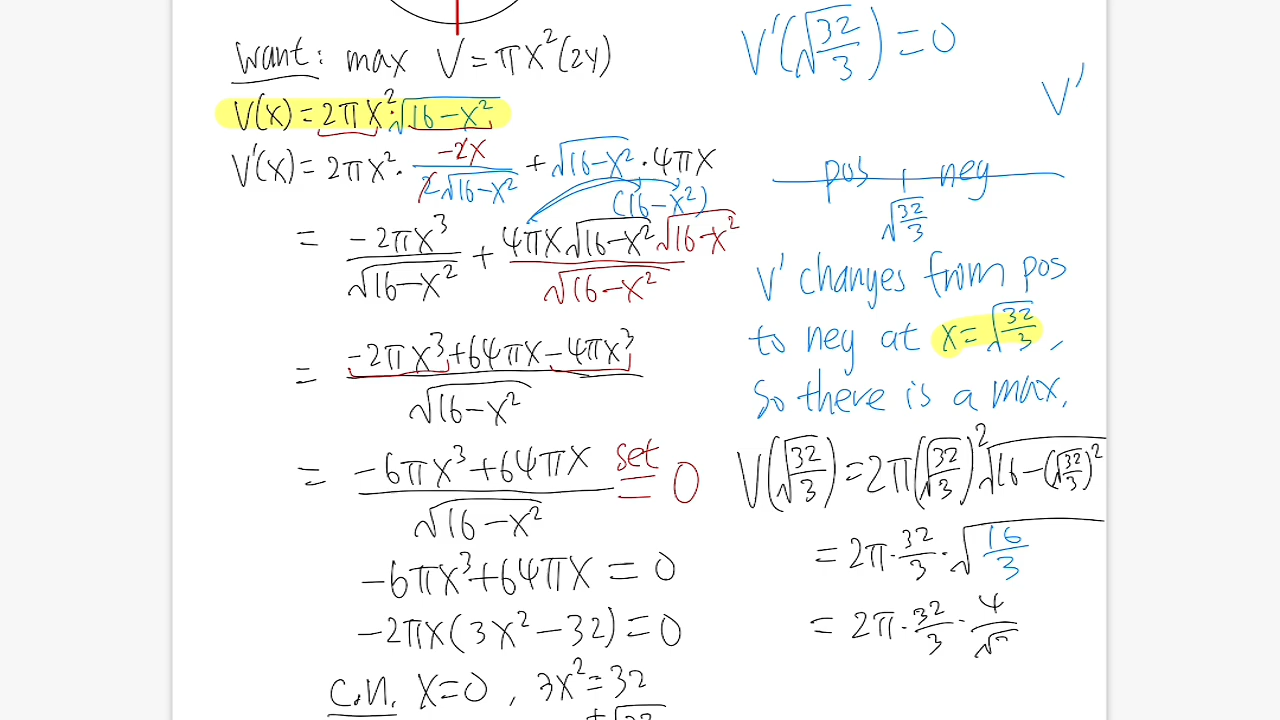 Want: max V = πx²(2y)
V(x) = 2πx²·√(16-x²)
V'(x) = 2πx² · (-2x)/(2√(16-x²)) + √(16-x²) · 4πx
(16-x²)
= (-2πx³)/√(16-x²) + (4πx√(16-x²) √(16-x²))/√(16-x²)
= (-2πx³+64πx-4πx³)/√(16-x²)
= (-6πx³+64πx)/√(16-x²) set = 0
-6πx³+64πx = 0
-2πx(3x²-32) = 0
C.N. x=0, 3x²=32
±√32
V'(√(32/3)) = 0
V'
pos neg
√(32/3)
V' changes from pos
to neg at x=√(32/3),
so there is a max.
V(√(32/3)) = 2π(√(32/3))²√(16-(√(32/3))²
= 2π·32/3·√(16/3)
= 2π·32/3·4/√